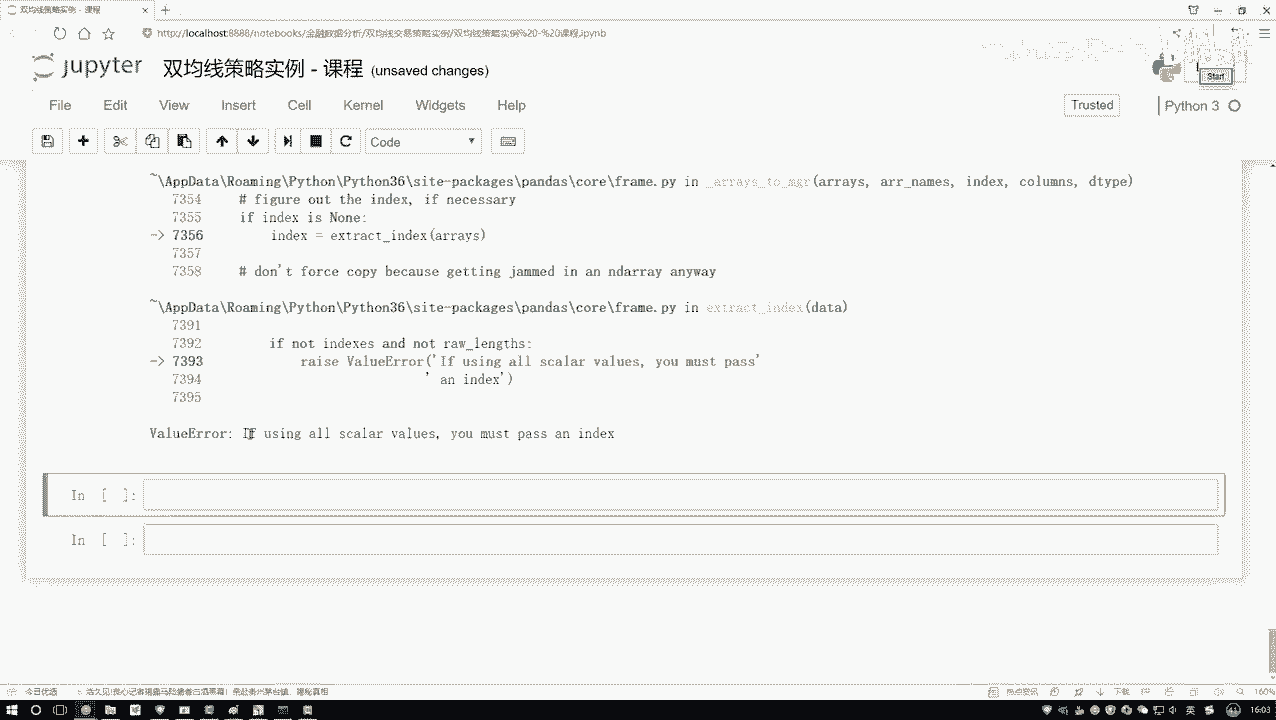 双均线策略实例 - 课程
http://localhost:8888/notebooks/金融数据分析/双均线交易策略实例/双均线策略实例%20-%20课程.ipynb
jupyter 双均线策略实例 - 课程 (unsaved changes)
Start
File Edit View Insert Cell Kernel Widgets Help
Trusted
Python 3
Code
~\AppData\Roaming\Python\Python36\site-packages\pandas\core\frame.py in _arrays_to_mgr(arrays, arr_names, index, columns, dtype)
7354 # figure out the index, if necessary
7355 if index is None:
-> 7356 index = extract_index(arrays)
7357
7358 # don't force copy because getting jammed in an ndarray anyway
~\AppData\Roaming\Python\Python36\site-packages\pandas\core\frame.py in extract_index(data)
7391
7392 if not indexes and not raw_lengths:
-> 7393 raise ValueError('If using all scalar values, you must pass'
7394 ' an index')
7395
ValueError: If using all scalar values, you must pass an index
In [ ]:
In [ ]:
今日优选
热点资讯
下载
160%
英
16:03